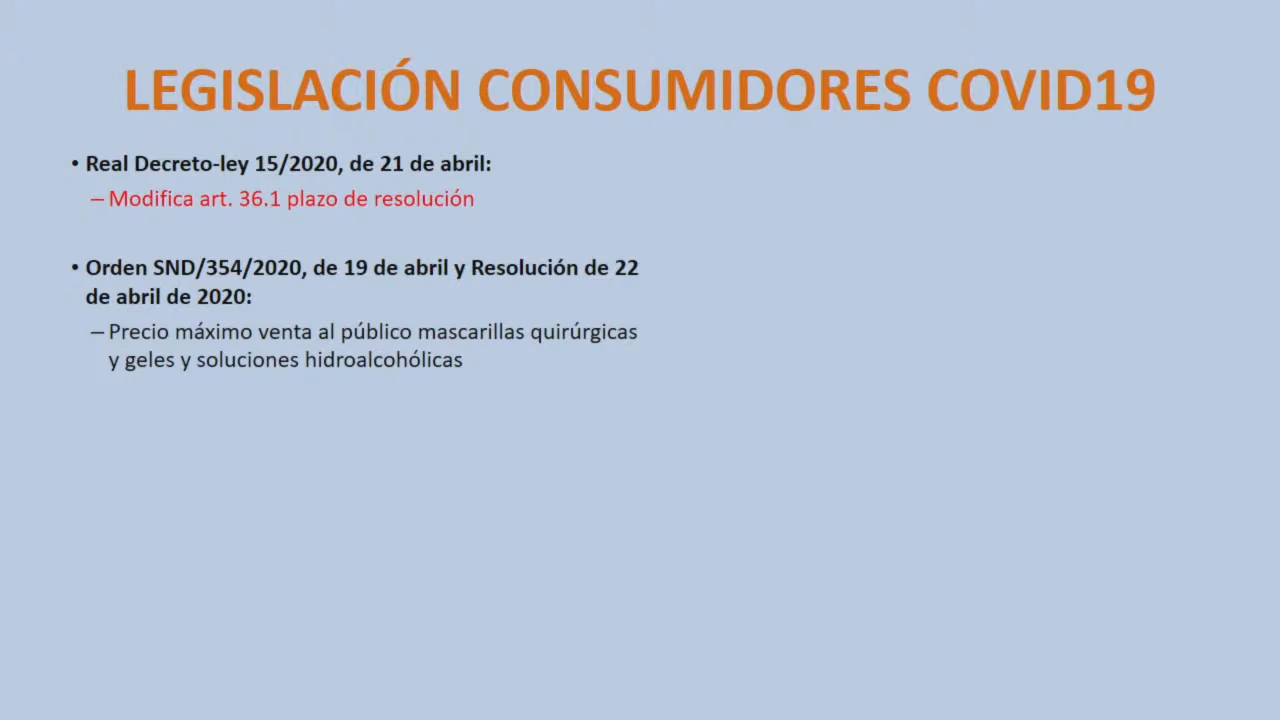 LEGISLACIÓN CONSUMIDORES COVID19
• Real Decreto-ley 15/2020, de 21 de abril:
– Modifica art. 36.1 plazo de resolución
• Orden SND/354/2020, de 19 de abril y Resolución de 22
de abril de 2020:
– Precio máximo venta al público mascarillas quirúrgicas
y geles y soluciones hidroalcohólicas